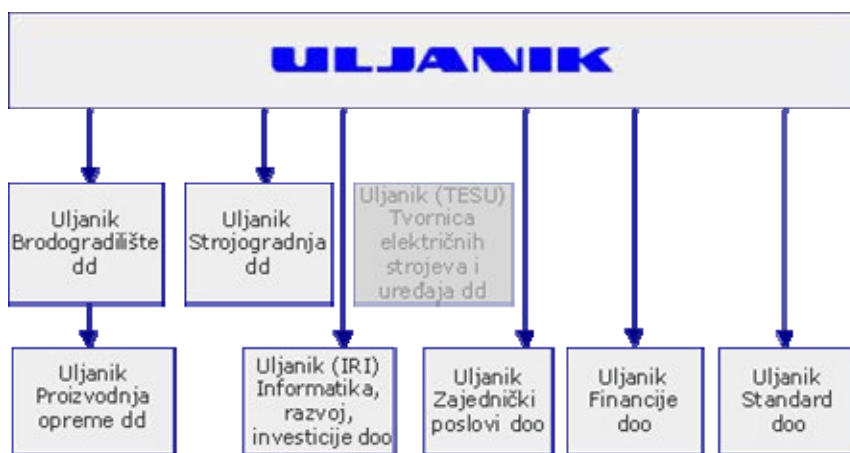 ULJANIK
Uljanik
Brodogradilište
dd
Uljanik
Strojogradnja
dd
Uljanik (TESU)
Tvornica
električnih
strojeva i
uređaja dd
Uljanik
Proizvodnja
opreme dd
Uljanik (IRI)
Informatika,
razvoj,
investicije doo
Uljanik
Zajednički
poslovi doo
Uljanik
Financije
doo
Uljanik
Standard
doo